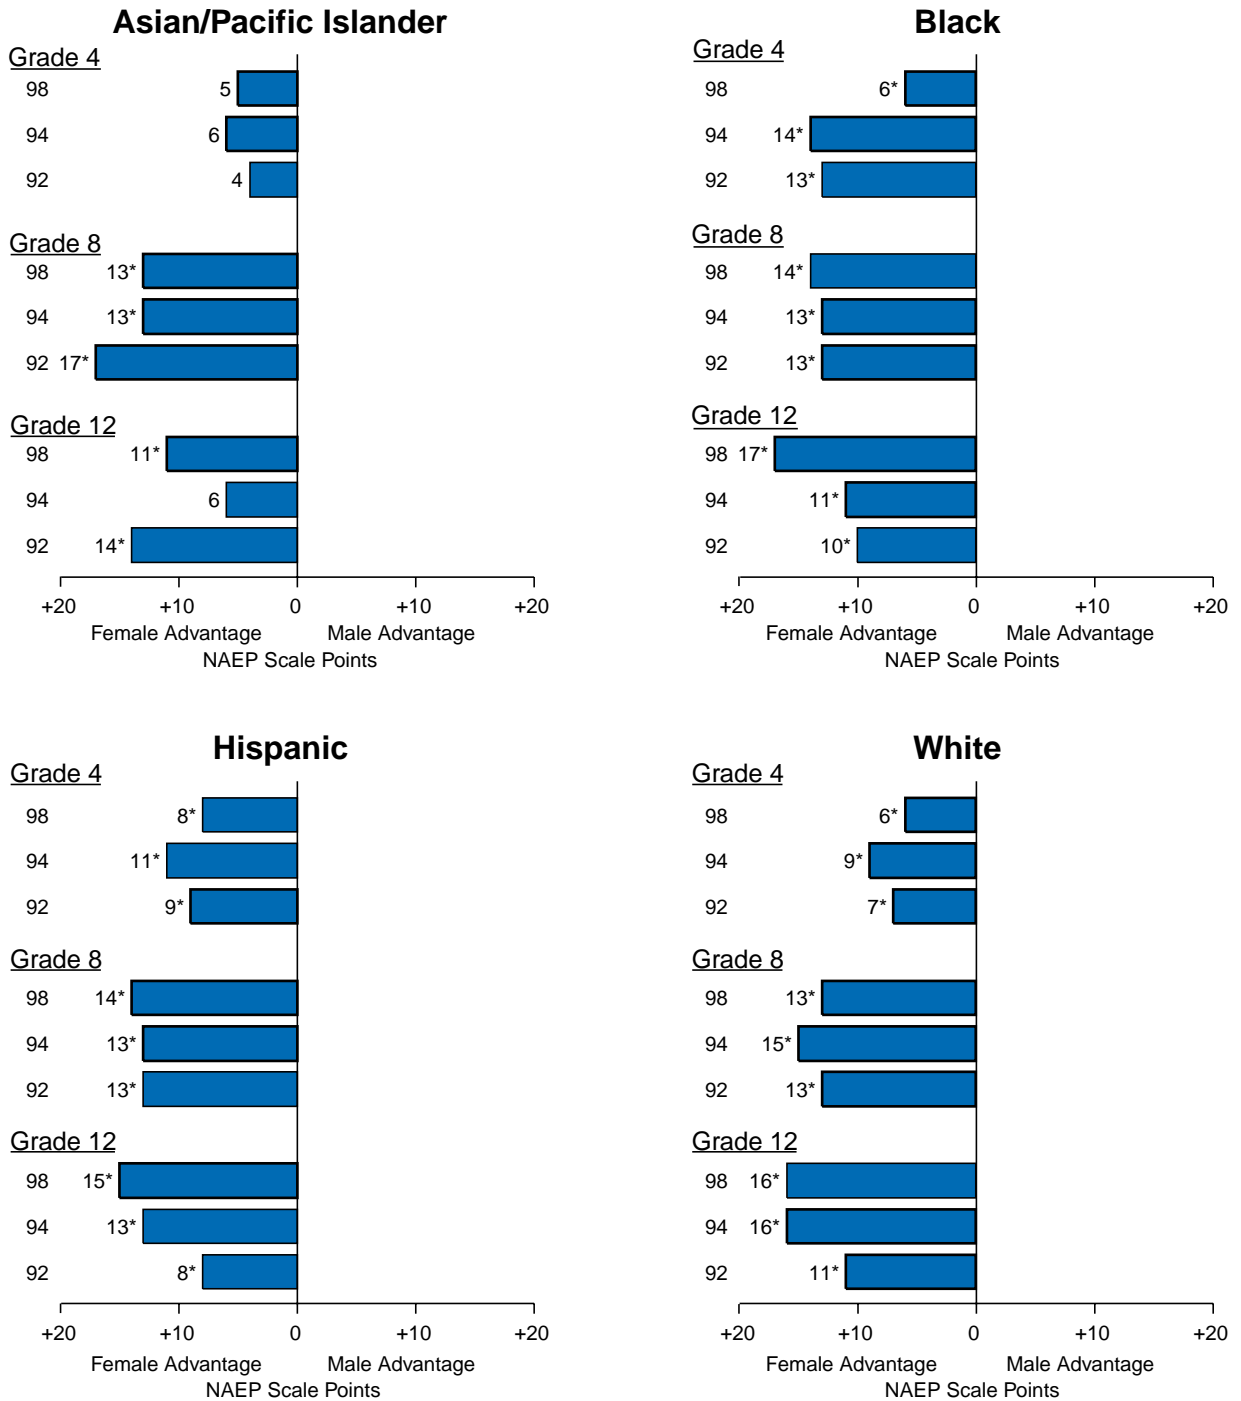 Asian/Pacific Islander
Grade 4
98 5
94 6
92 4
Grade 8
98 13*
94 13*
92 17*
Grade 12
98 11*
94 6
92 14*
+20 +10 0 +10 +20
Female Advantage Male Advantage
NAEP Scale Points
Black
Grade 4
98 6*
94 14*
92 13*
Grade 8
98 14*
94 13*
92 13*
Grade 12
98 17*
94 11*
92 10*
+20 +10 0 +10 +20
Female Advantage Male Advantage
NAEP Scale Points
Hispanic
Grade 4
98 8*
94 11*
92 9*
Grade 8
98 14*
94 13*
92 13*
Grade 12
98 15*
94 13*
92 8*
+20 +10 0 +10 +20
Female Advantage Male Advantage
NAEP Scale Points
White
Grade 4
98 6*
94 9*
92 7*
Grade 8
98 13*
94 15*
92 13*
Grade 12
98 16*
94 16*
92 11*
+20 +10 0 +10 +20
Female Advantage Male Advantage
NAEP Scale Points